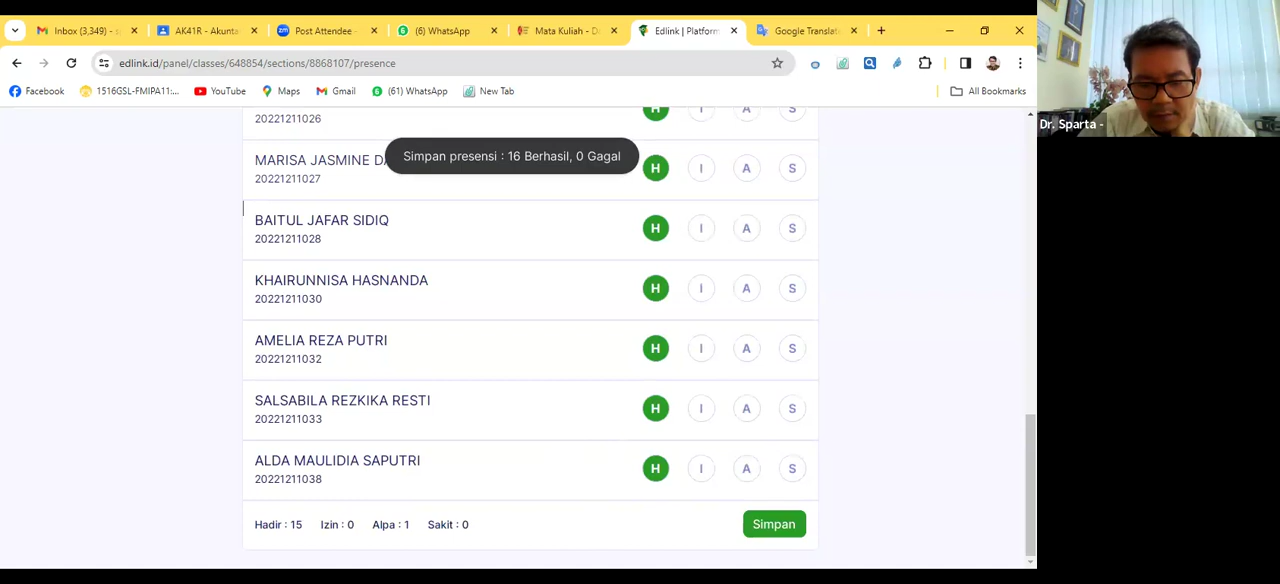 Inbox (3,349) - s
AK41R - Akunta
Post Attendee -
(6) WhatsApp
Mata Kuliah - D
Edlink | Platform
Google Translat
edlink.id/panel/classes/648854/sections/8868107/presence
Facebook
1516GSL-FMIPA11:...
YouTube
Maps
Gmail
(61) WhatsApp
New Tab
All Bookmarks
Dr. Sparta -
H I A S
20221211026
Simpan presensi : 16 Berhasil, 0 Gagal
MARISA JASMINE DA
H I A S
20221211027
BAITUL JAFAR SIDIQ
H I A S
20221211028
KHAIRUNNISA HASNANDA
H I A S
20221211030
AMELIA REZA PUTRI
H I A S
20221211032
SALSABILA REZKIKA RESTI
H I A S
20221211033
ALDA MAULIDIA SAPUTRI
H I A S
20221211038
Hadir : 15 Izin : 0 Alpa : 1 Sakit : 0
Simpan